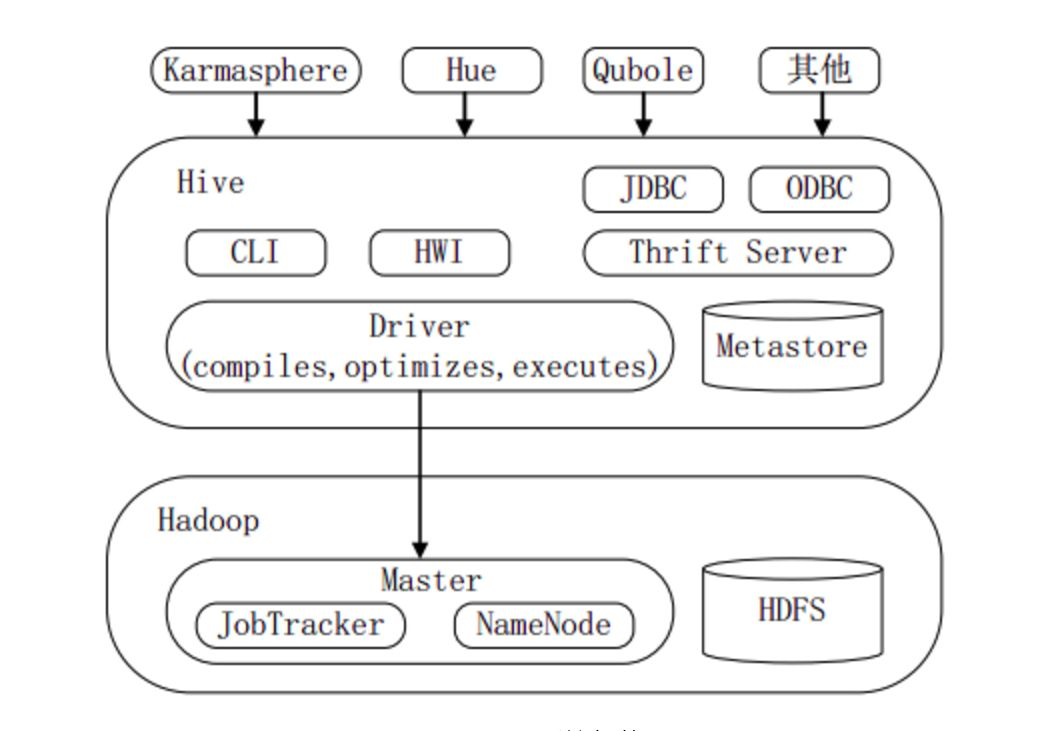 Karmasphere
Hue
Qubole
其他
Hive
JDBC
ODBC
CLI
HWI
Thrift Server
Driver
(compiles,optimizes,executes)
Metastore
Hadoop
Master
JobTracker
NameNode
HDFS